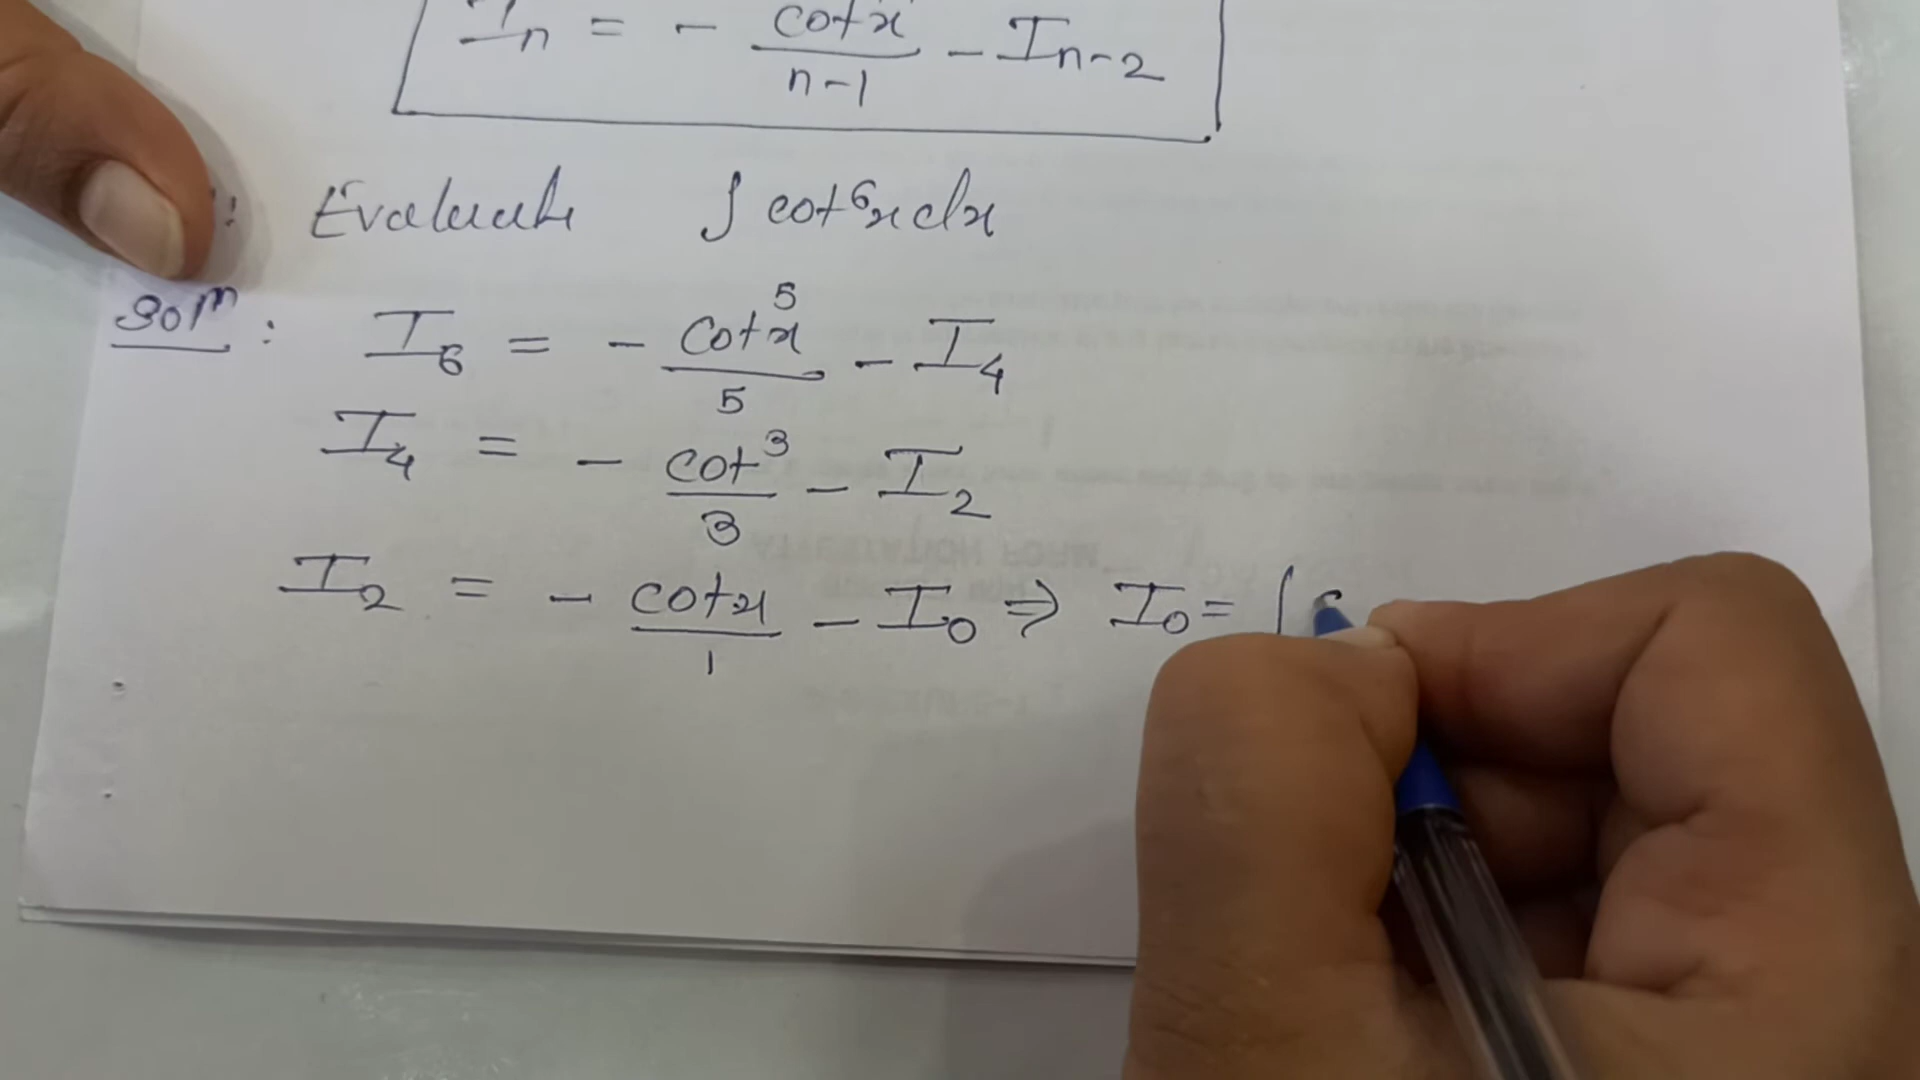 In = - cot x / n-1 - In-2
Evaluate ∫ cot⁶x dx
Solⁿ : I₆ = - cot⁵x / 5 - I₄
I₄ = - cot³ / 3 - I₂
I₂ = - cotx / 1 - I₀ ⇒ I₀ = ∫